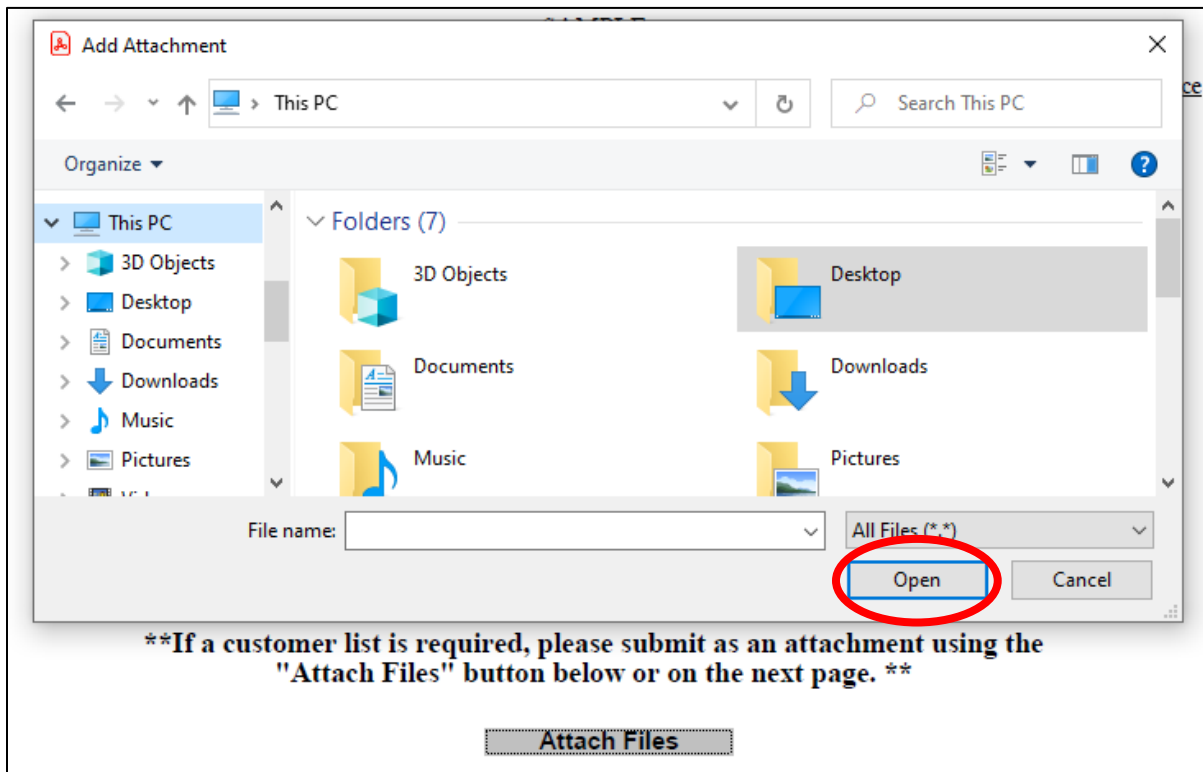 Add Attachment
This PC
Search This PC
ce
Organize
This PC
3D Objects
Desktop
Documents
Downloads
Music
Pictures
Folders (7)
3D Objects
Desktop
Documents
Downloads
Music
Pictures
File name:
All Files (*.*)
Open
Cancel
**If a customer list is required, please submit as an attachment using the
"Attach Files" button below or on the next page. **
Attach Files